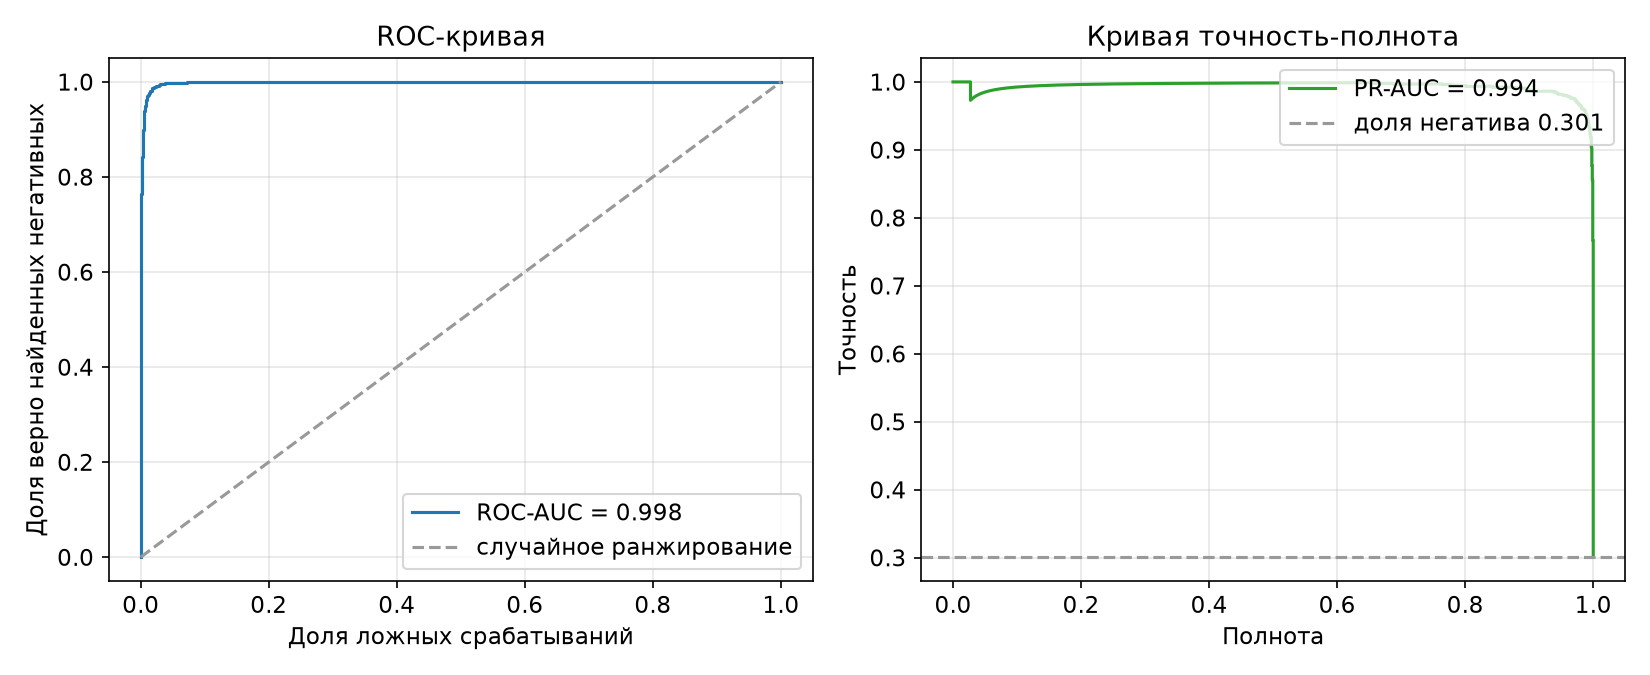 ROC-кривая
1.0
0.8
0.6
0.4
0.2
0.0
Доля верно найденных негативных
ROC-AUC = 0.998
случайное ранжирование
0.0 0.2 0.4 0.6 0.8 1.0
Доля ложных срабатываний
Кривая точность-полнота
1.0
0.9
0.8
0.7
0.6
0.5
0.4
0.3
Точность
PR-AUC = 0.994
доля негатива 0.301
0.0 0.2 0.4 0.6 0.8 1.0
Полнота